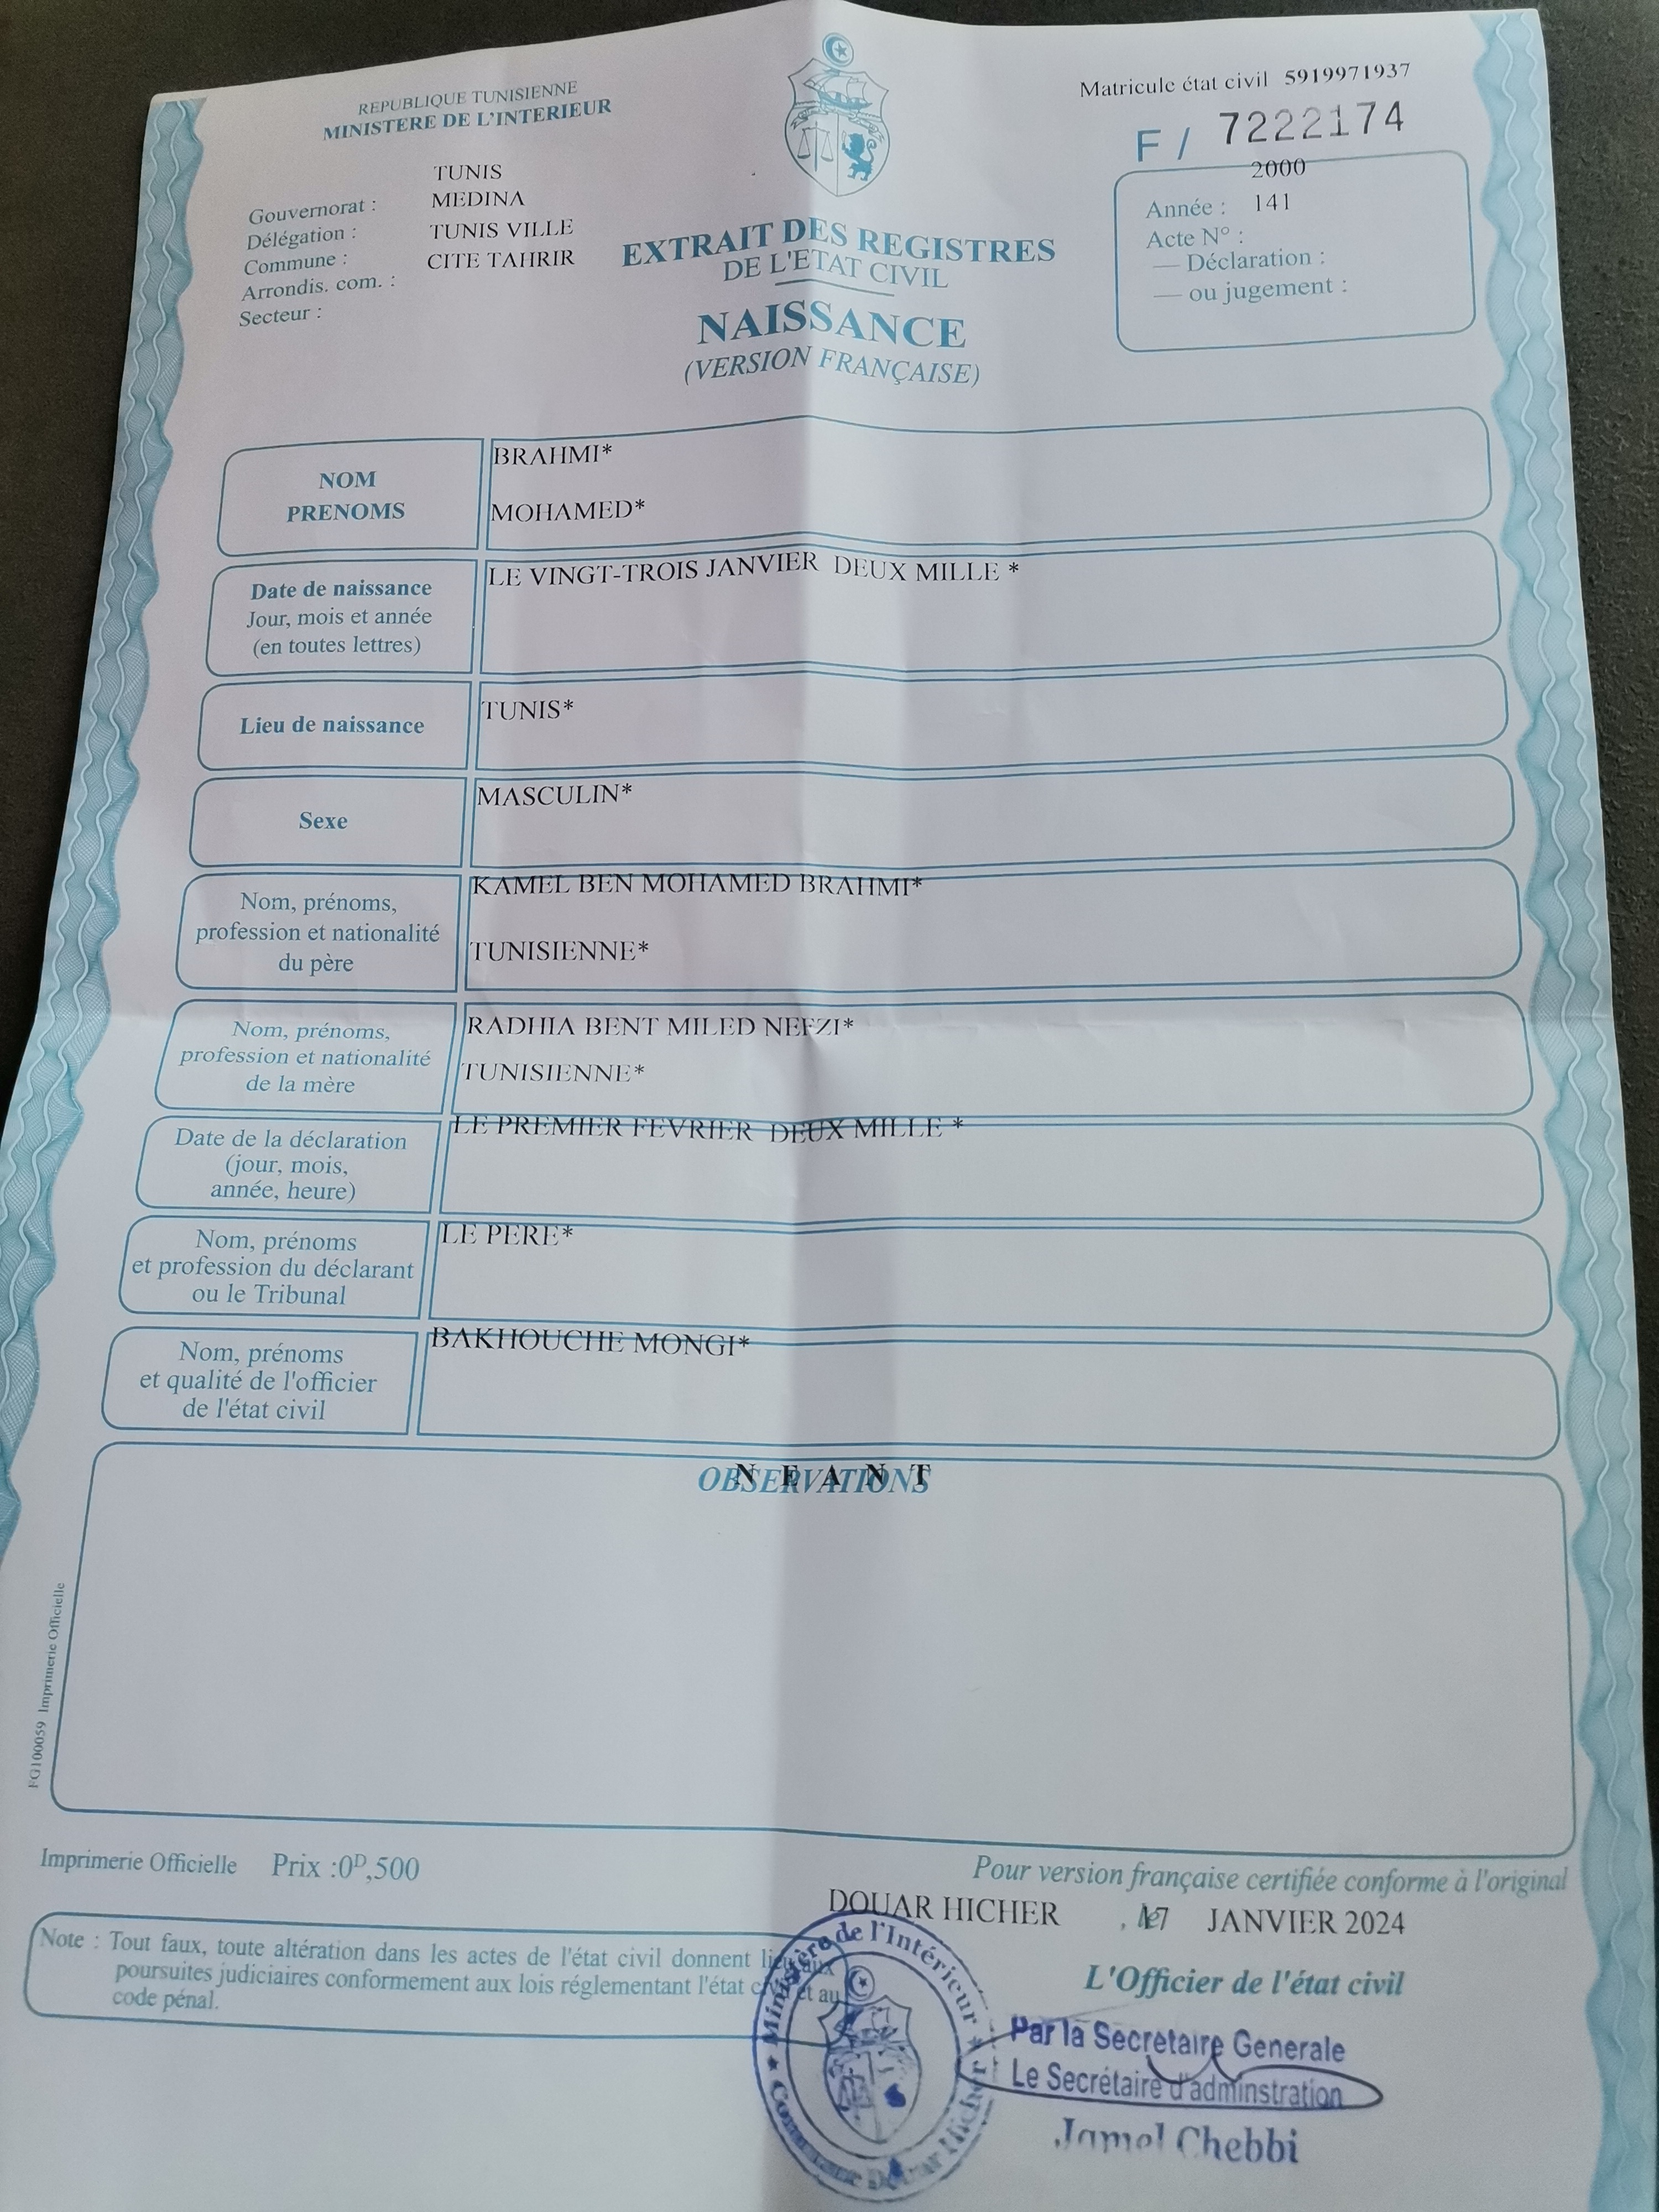 REPUBLIQUE TUNISIENNE
MINISTERE DE L'INTERIEUR
Matricule état civil 5919971937
F / 7222174
TUNIS
Gouvernorat : MEDINA
Délégation : TUNIS VILLE
Commune : CITE TAHRIR
Arrondis. com. :
Secteur :
EXTRAIT DES REGISTRES
DE L'ETAT CIVIL
NAISSANCE
(VERSION FRANÇAISE)
2000
Année : 141
Acte N° :
— Déclaration :
— ou jugement :
NOM
PRENOMS
BRAHMI*
MOHAMED*
Date de naissance
Jour, mois et année
(en toutes lettres)
LE VINGT-TROIS JANVIER DEUX MILLE *
Lieu de naissance
TUNIS*
Sexe
MASCULIN*
Nom, prénoms,
profession et nationalité
du père
KAMEL BEN MOHAMED BRAHMI*
TUNISIENNE*
Nom, prénoms,
profession et nationalité
de la mère
RADHIA BENT MILED NEFZI*
TUNISIENNE*
Date de la déclaration
(jour, mois,
année, heure)
LE PREMIER FEVRIER DEUX MILLE *
Nom, prénoms
et profession du déclarant
ou le Tribunal
LE PERE*
Nom, prénoms
et qualité de l'officier
de l'état civil
BAKHOUCHE MONGI*
OBSERVATIONS
N E A N T
FG100059 Imprimerie Officielle
Imprimerie Officielle Prix :0ᴰ,500
Pour version française certifiée conforme à l'original
DOUAR HICHER , le 17 JANVIER 2024
Note : Tout faux, toute altération dans les actes de l'état civil donnent lieu aux
poursuites judiciaires conformement aux lois réglementant l'état civil et au
code pénal.
L'Officier de l'état civil
Ministère de l'Intérieur
Commune Douar Hicher
Par la Secrétaire Generale
Le Secrétaire d'adminstration
Jamel Chebbi